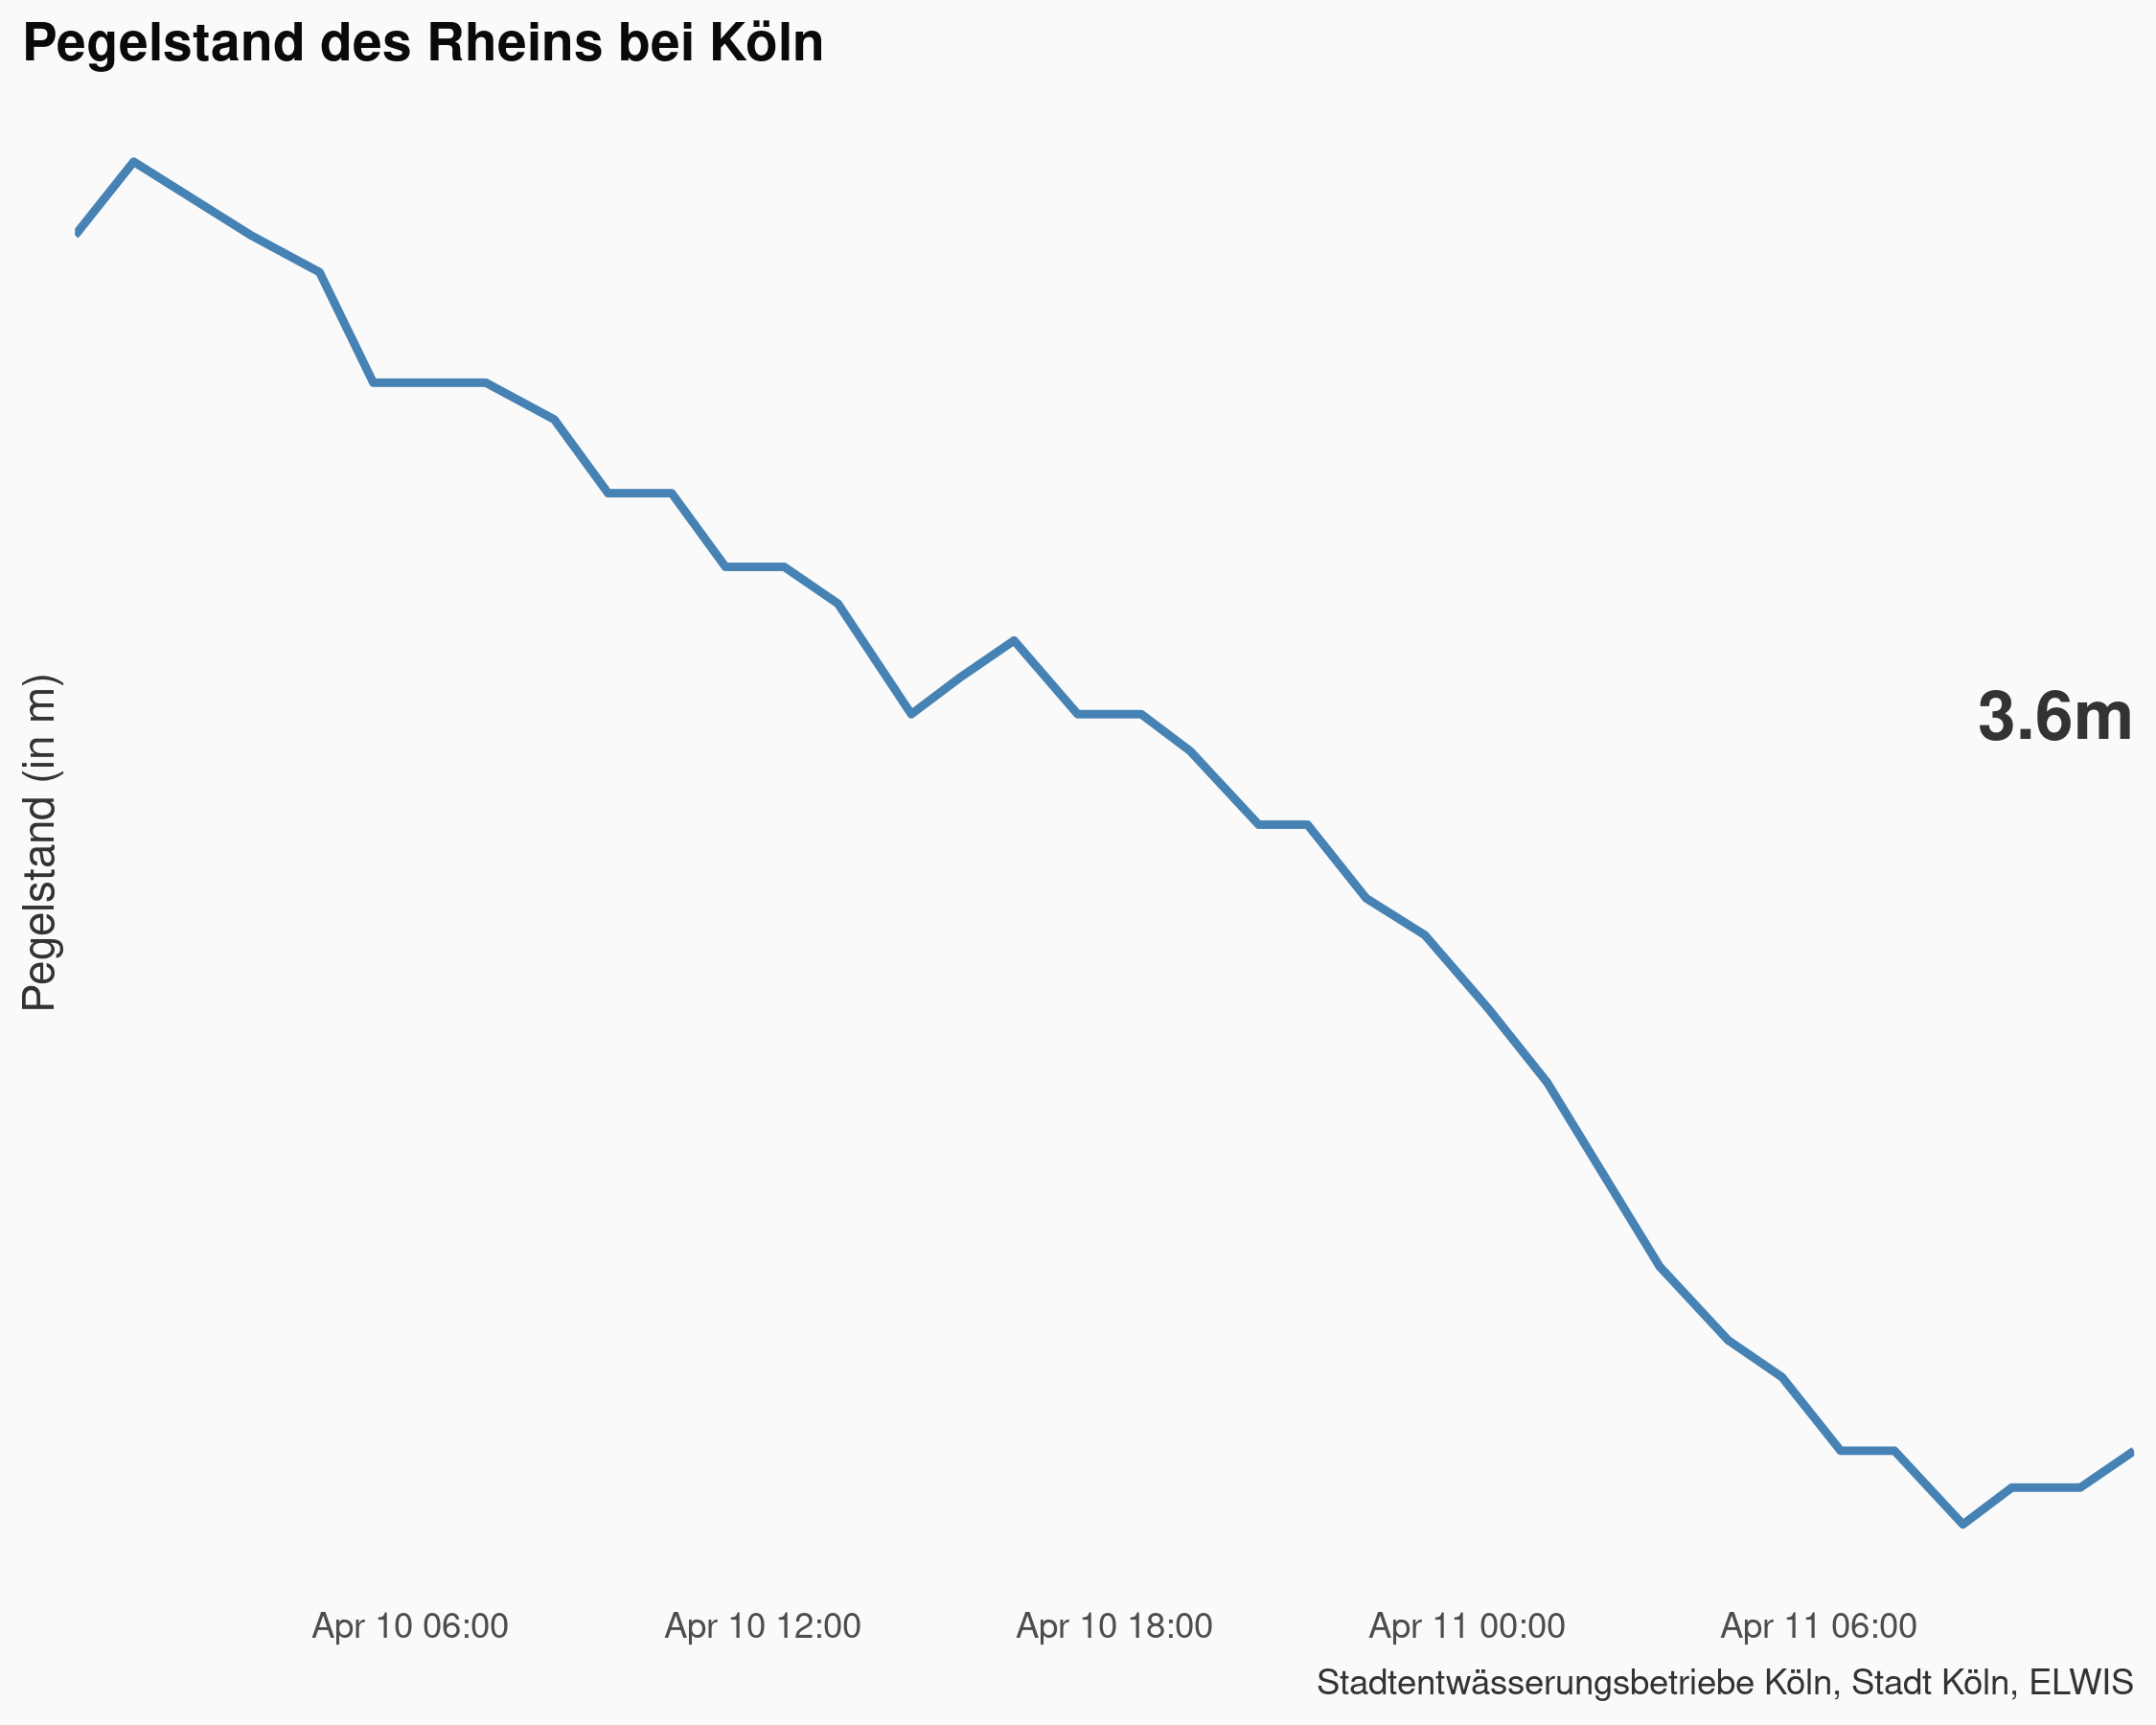 Pegelstand des Rheins bei Köln
Pegelstand (in m)
3.6m
Apr 10 06:00 Apr 10 12:00 Apr 10 18:00 Apr 11 00:00 Apr 11 06:00
Stadtentwässerungsbetriebe Köln, Stadt Köln, ELWIS